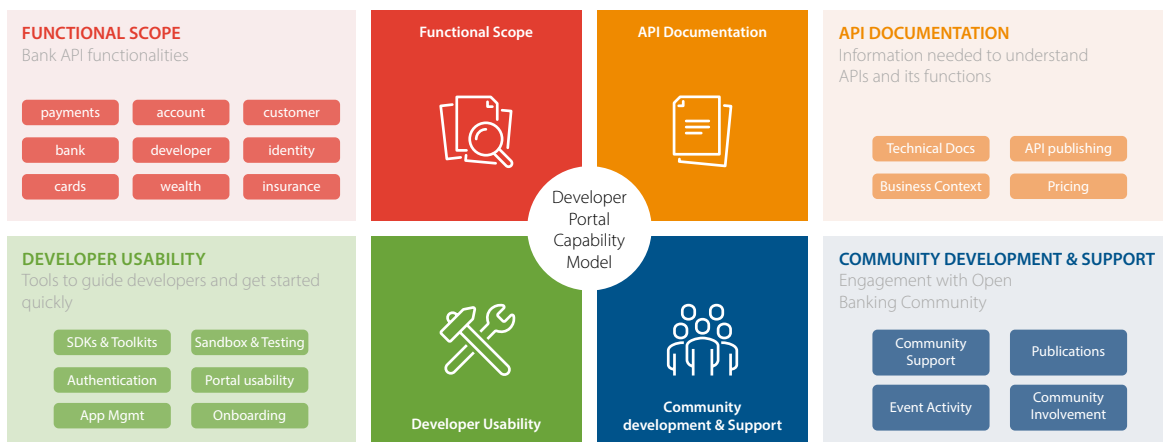 FUNCTIONAL SCOPE
Bank API functionalities
payments
account
customer
bank
developer
identity
cards
wealth
insurance
Functional Scope
API Documentation
API DOCUMENTATION
Information needed to understand
APIs and its functions
Technical Docs
API publishing
Business Context
Pricing
Developer
Portal
Capability
Model
DEVELOPER USABILITY
Tools to guide developers and get started
quickly
SDKs & Toolkits
Sandbox & Testing
Authentication
Portal usability
App Mgmt
Onboarding
Developer Usability
Community
development & Support
COMMUNITY DEVELOPMENT & SUPPORT
Engagement with Open
Banking Community
Community
Support
Publications
Event Activity
Community
Involvement